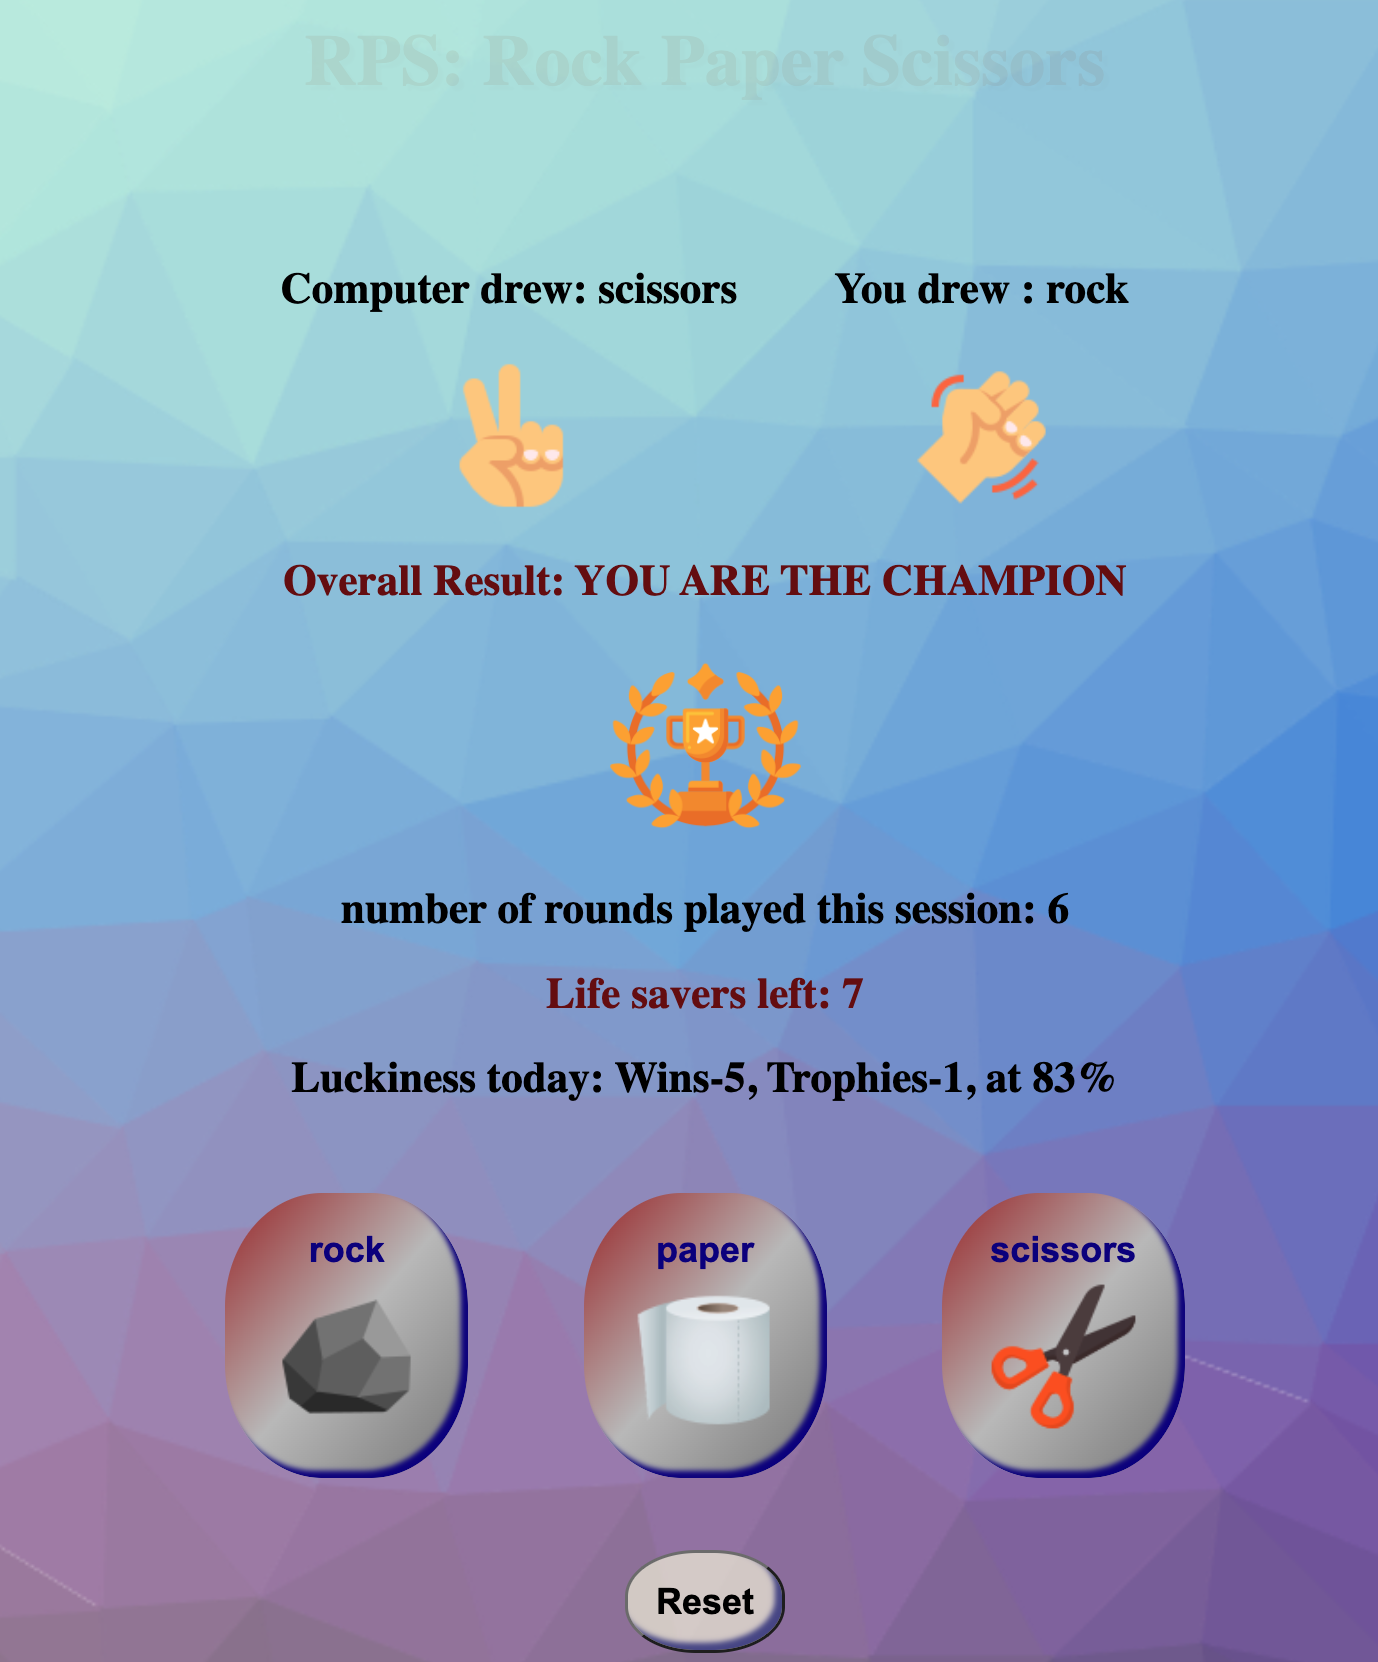 RPS: Rock Paper Scissors
Computer drew: scissors
You drew : rock
Overall Result: YOU ARE THE CHAMPION
number of rounds played this session: 6
Life savers left: 7
Luckiness today: Wins-5, Trophies-1, at 83%
rock
paper
scissors
Reset